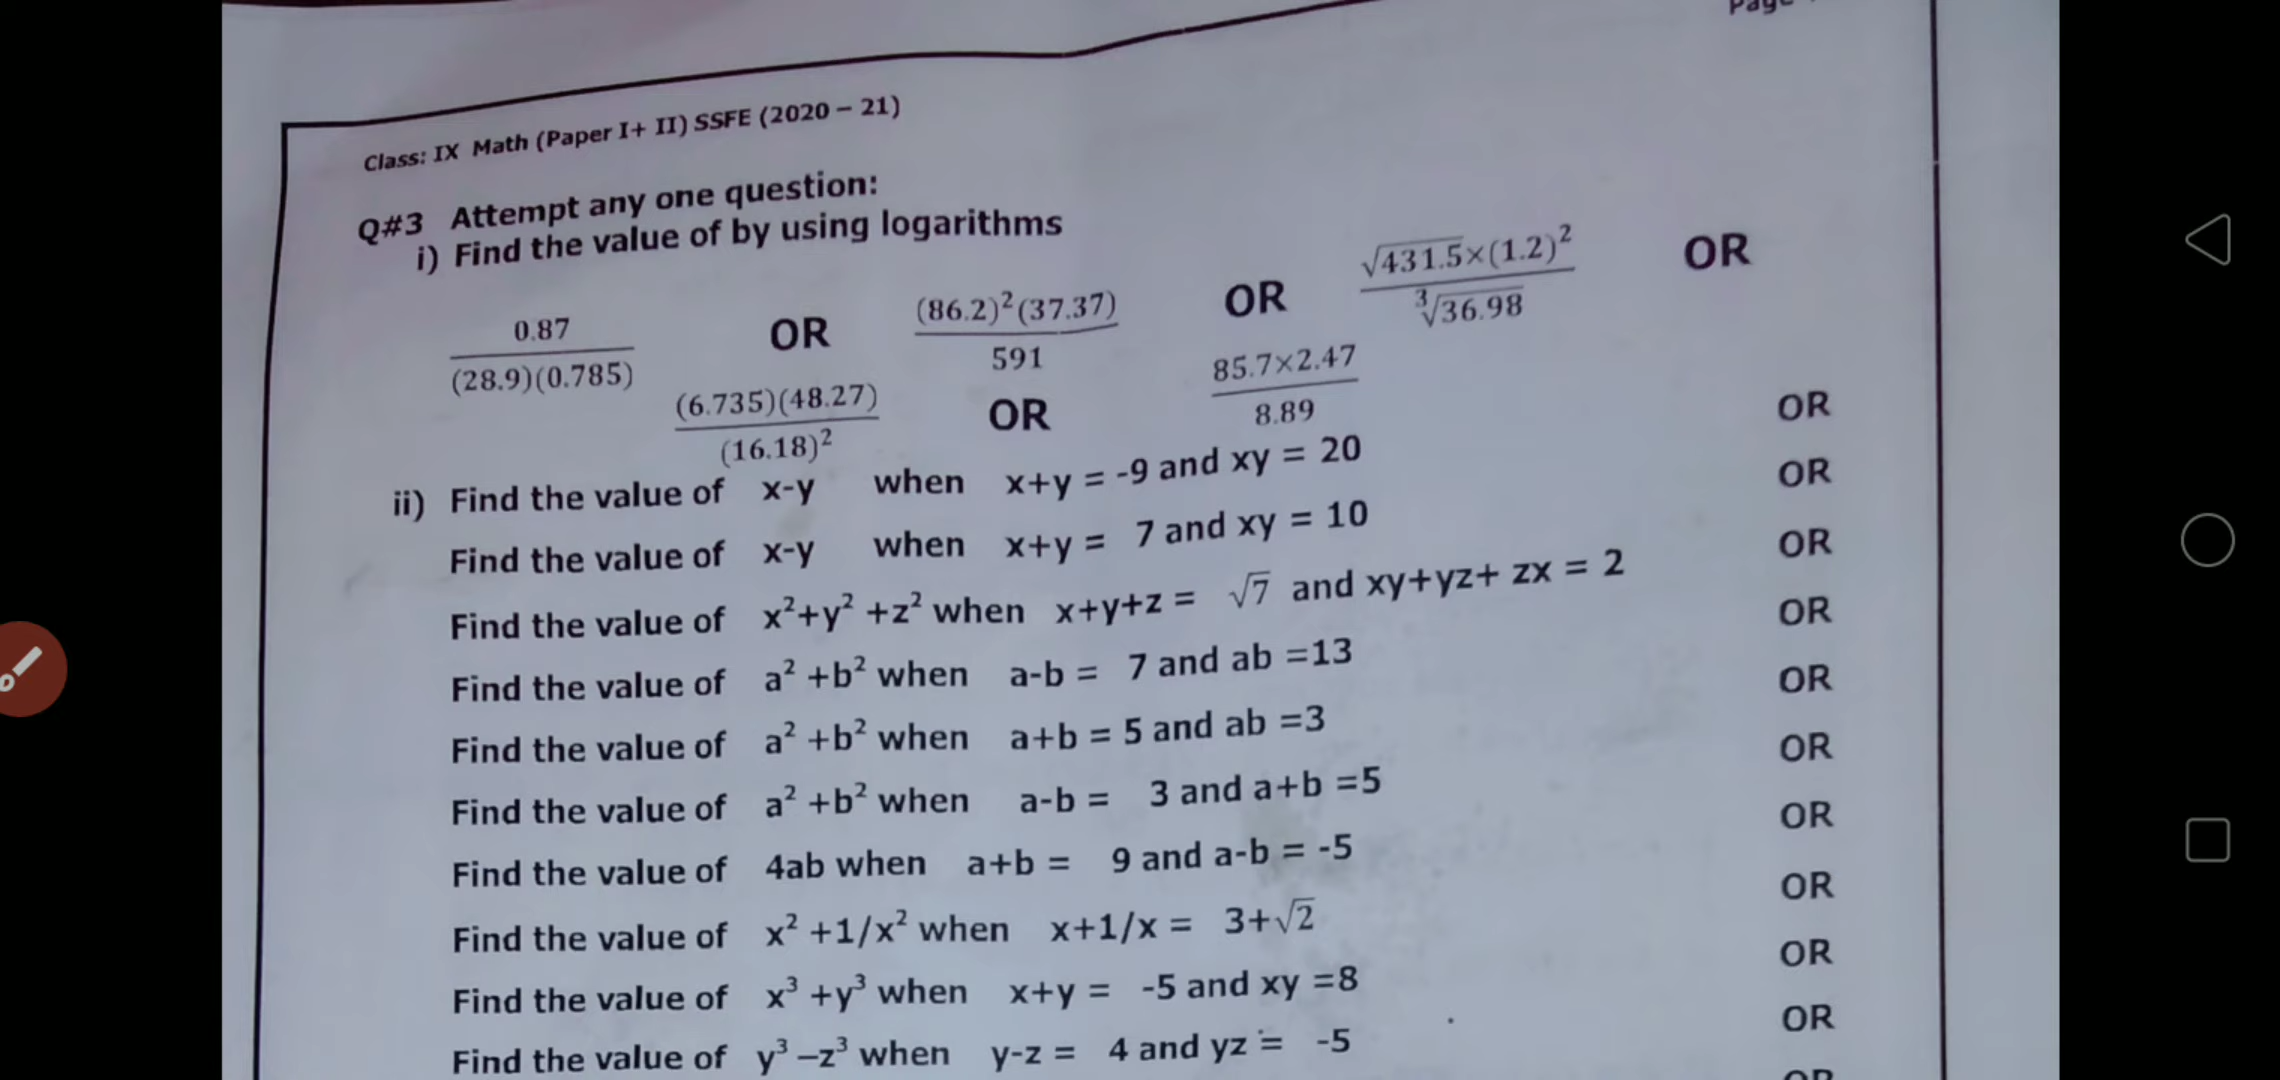 Page
Class: IX Math (Paper I+ II) SSFE (2020 – 21)
Q#3 Attempt any one question:
i) Find the value of by using logarithms
0.87/(28.9)(0.785) OR (86.2)²(37.37)/591 OR √431.5×(1.2)²/∛36.98 OR
(6.735)(48.27)/(16.18)² OR 85.7×2.47/8.89
ii) Find the value of x-y when x+y = -9 and xy = 20 OR
Find the value of x-y when x+y = 7 and xy = 10 OR
Find the value of x²+y² +z² when x+y+z = √7 and xy+yz+ zx = 2 OR
Find the value of a² +b² when a-b = 7 and ab =13 OR
Find the value of a² +b² when a+b = 5 and ab =3 OR
Find the value of a² +b² when a-b = 3 and a+b =5 OR
Find the value of 4ab when a+b = 9 and a-b = -5 OR
Find the value of x² +1/x² when x+1/x = 3+√2 OR
Find the value of x³ +y³ when x+y = -5 and xy =8 OR
Find the value of y³ –z³ when y-z = 4 and yz = -5 OR
OR